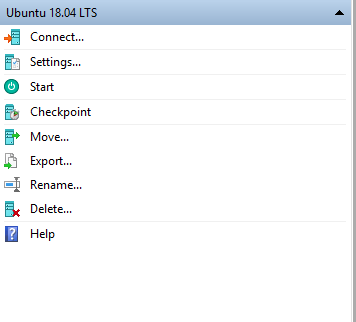 Ubuntu 18.04 LTS
Connect...
Settings...
Start
Checkpoint
Move...
Export...
Rename...
Delete...
Help